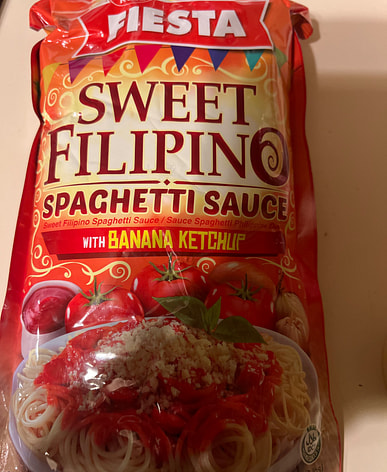 FIESTA
SWEET
FILIPINO
SPAGHETTI SAUCE
Sweet Filipino Spaghetti Sauce / Sauce Spaghetti
WITH BANANA KETCHUP